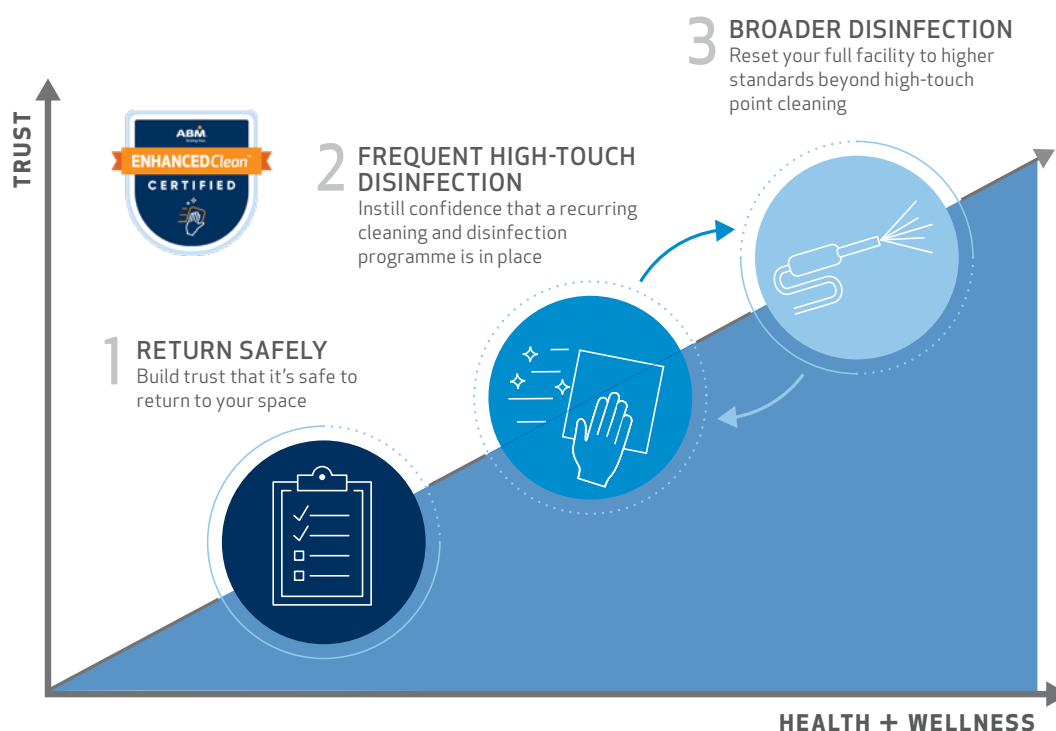 3 BROADER DISINFECTION
Reset your full facility to higher
standards beyond high-touch
point cleaning
TRUST
ABM
ENHANCEDClean™
CERTIFIED
2 FREQUENT HIGH-TOUCH
DISINFECTION
Instill confidence that a recurring
cleaning and disinfection
programme is in place
1 RETURN SAFELY
Build trust that it's safe to
return to your space
HEALTH + WELLNESS